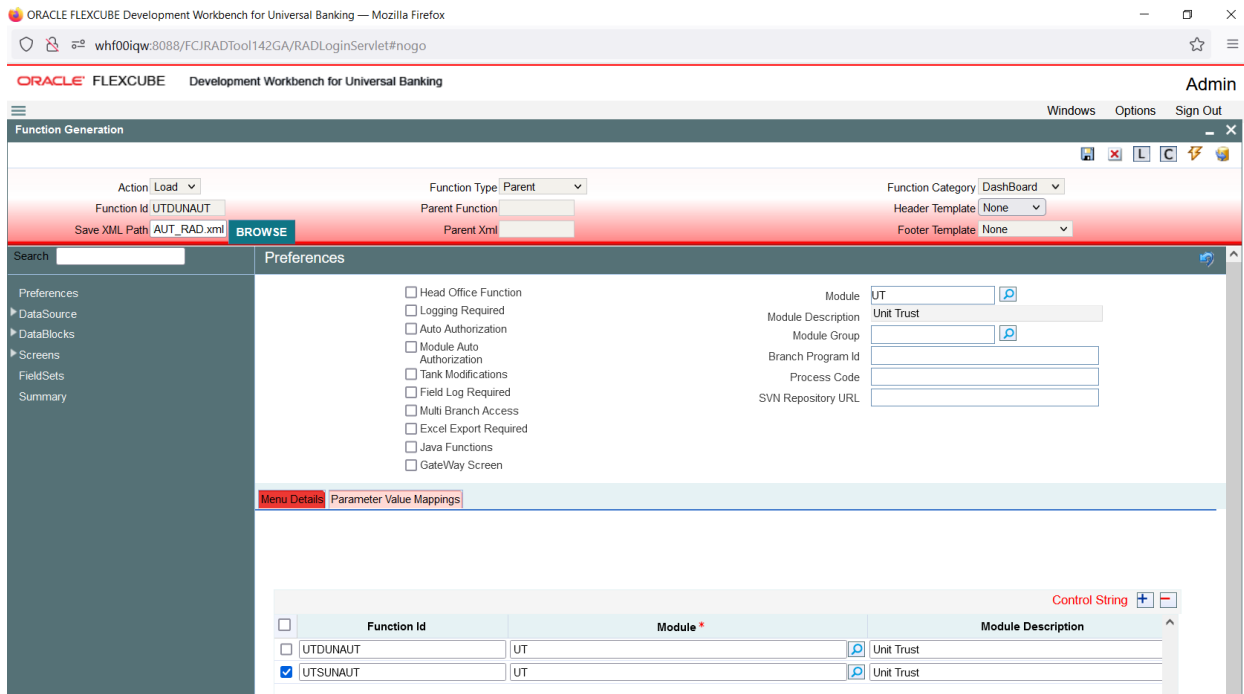 ORACLE FLEXCUBE Development Workbench for Universal Banking — Mozilla Firefox
whf00iqw:8088/FCJRADTool142GA/RADLoginServlet#nogo
ORACLE FLEXCUBE Development Workbench for Universal Banking Admin
Windows Options Sign Out
Function Generation
L C
Action Load Function Type Parent Function Category DashBoard
Function Id UTDUNAUT Parent Function Header Template None
Save XML Path AUT_RAD.xml BROWSE Parent Xml Footer Template None
Search Preferences
Preferences
DataSource
DataBlocks
Screens
FieldSets
Summary
Head Office Function
Logging Required
Auto Authorization
Module Auto
Authorization
Tank Modifications
Field Log Required
Multi Branch Access
Excel Export Required
Java Functions
GateWay Screen
Module UT
Module Description Unit Trust
Module Group
Branch Program Id
Process Code
SVN Repository URL
Menu Details Parameter Value Mappings
Control String
Function Id Module * Module Description
UTDUNAUT UT Unit Trust
UTSUNAUT UT Unit Trust